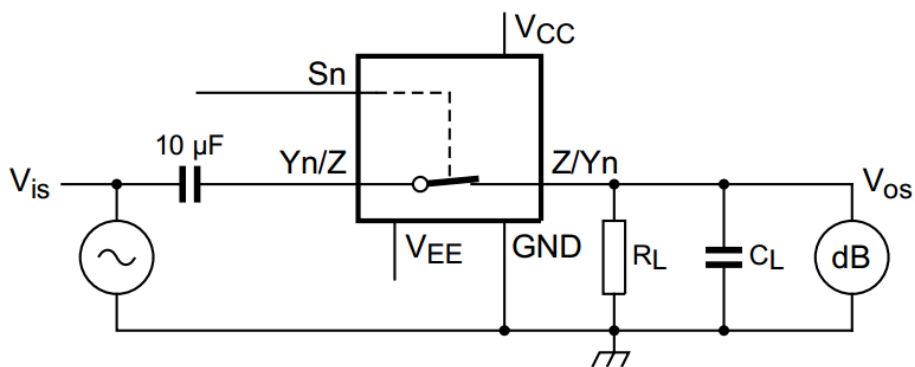 VCC
Sn
10 µF
Yn/Z
Z/Yn
Vis
Vos
VEE
GND
RL
CL
dB